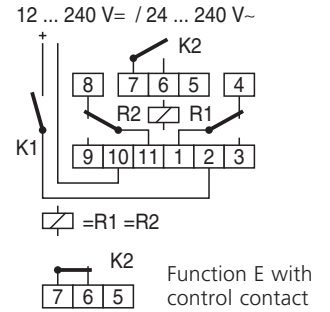 12 ... 240 V= / 24 ... 240 V~
+
K2
8 7 6 5 4
R2 R1
K1
9 10 11 1 2 3
=R1 =R2
K2
Function E with
7 6 5 control contact